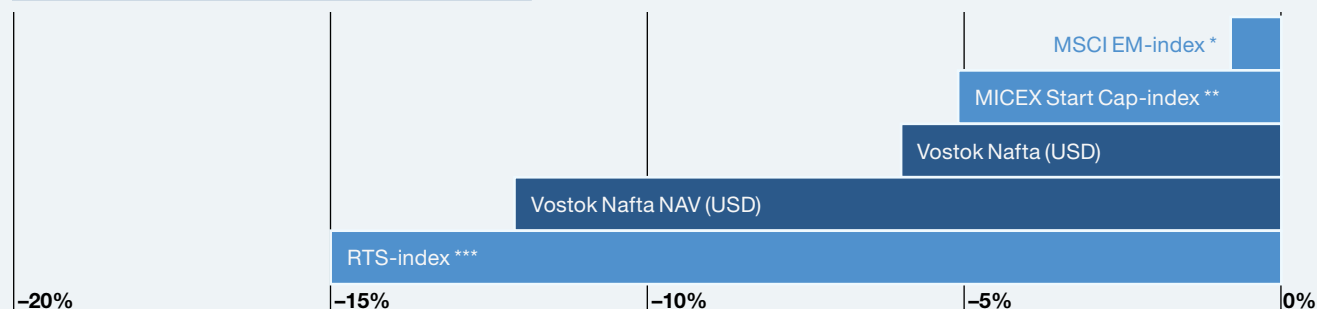 MSCI EM-index *
MICEX Start Cap-index **
Vostok Nafta (USD)
Vostok Nafta NAV (USD)
RTS-index ***
–20% –15% –10% –5% 0%